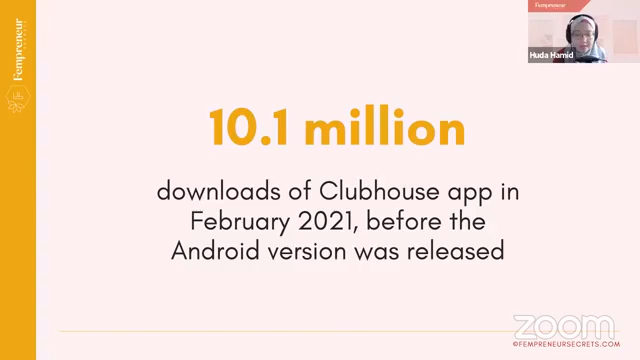 Fempreneur
Fempreneur
Huda Hamid
10.1 million
downloads of Clubhouse app in
February 2021, before the
Android version was released
zoom
©FEMPRENEURSECRETS.COM